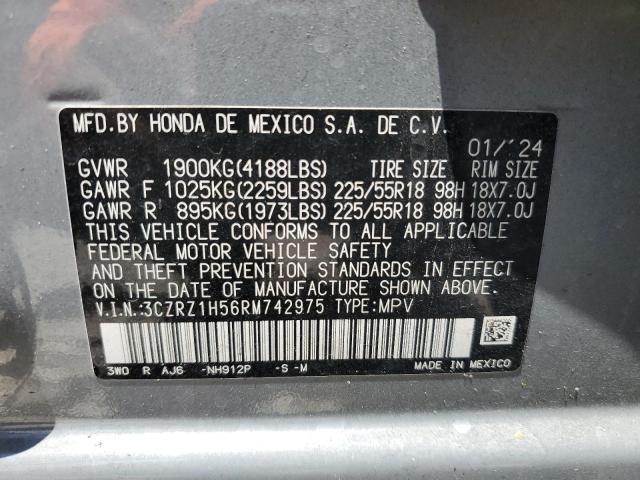 MFD.BY HONDA DE MEXICO S.A. DE C.V.
01/'24
GVWR 1900KG(4188LBS) TIRE SIZE RIM SIZE
GAWR F 1025KG(2259LBS) 225/55R18 98H 18X7.0J
GAWR R 895KG(1973LBS) 225/55R18 98H 18X7.0J
THIS VEHICLE CONFORMS TO ALL APPLICABLE
FEDERAL MOTOR VEHICLE SAFETY
AND THEFT PREVENTION STANDARDS IN EFFECT
ON THE DATE OF MANUFACTURE SHOWN ABOVE.
V.I.N.:3CZRZ1H56RM742975 TYPE:MPV
3W0 R AJ6 -NH912P -S -M MADE IN MEXICO